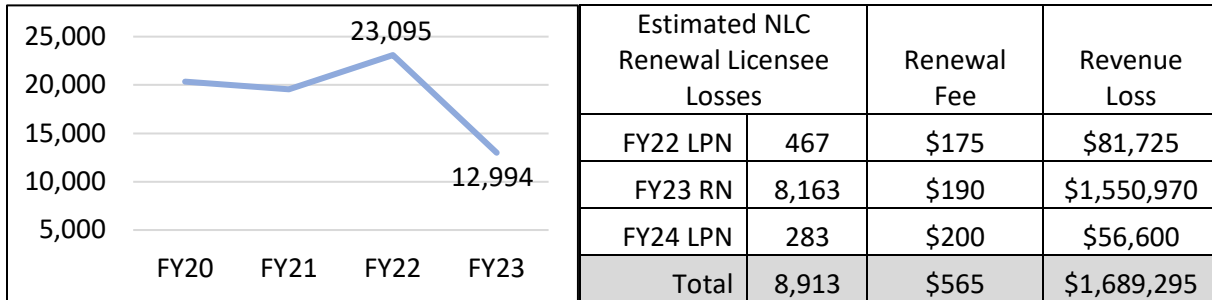 25,000
23,095
20,000
15,000
12,994
10,000
5,000
FY20 FY21 FY22 FY23
Estimated NLC
Renewal Licensee
Losses
Renewal
Fee
Revenue
Loss
FY22 LPN 467 $175 $81,725
FY23 RN 8,163 $190 $1,550,970
FY24 LPN 283 $200 $56,600
Total 8,913 $565 $1,689,295